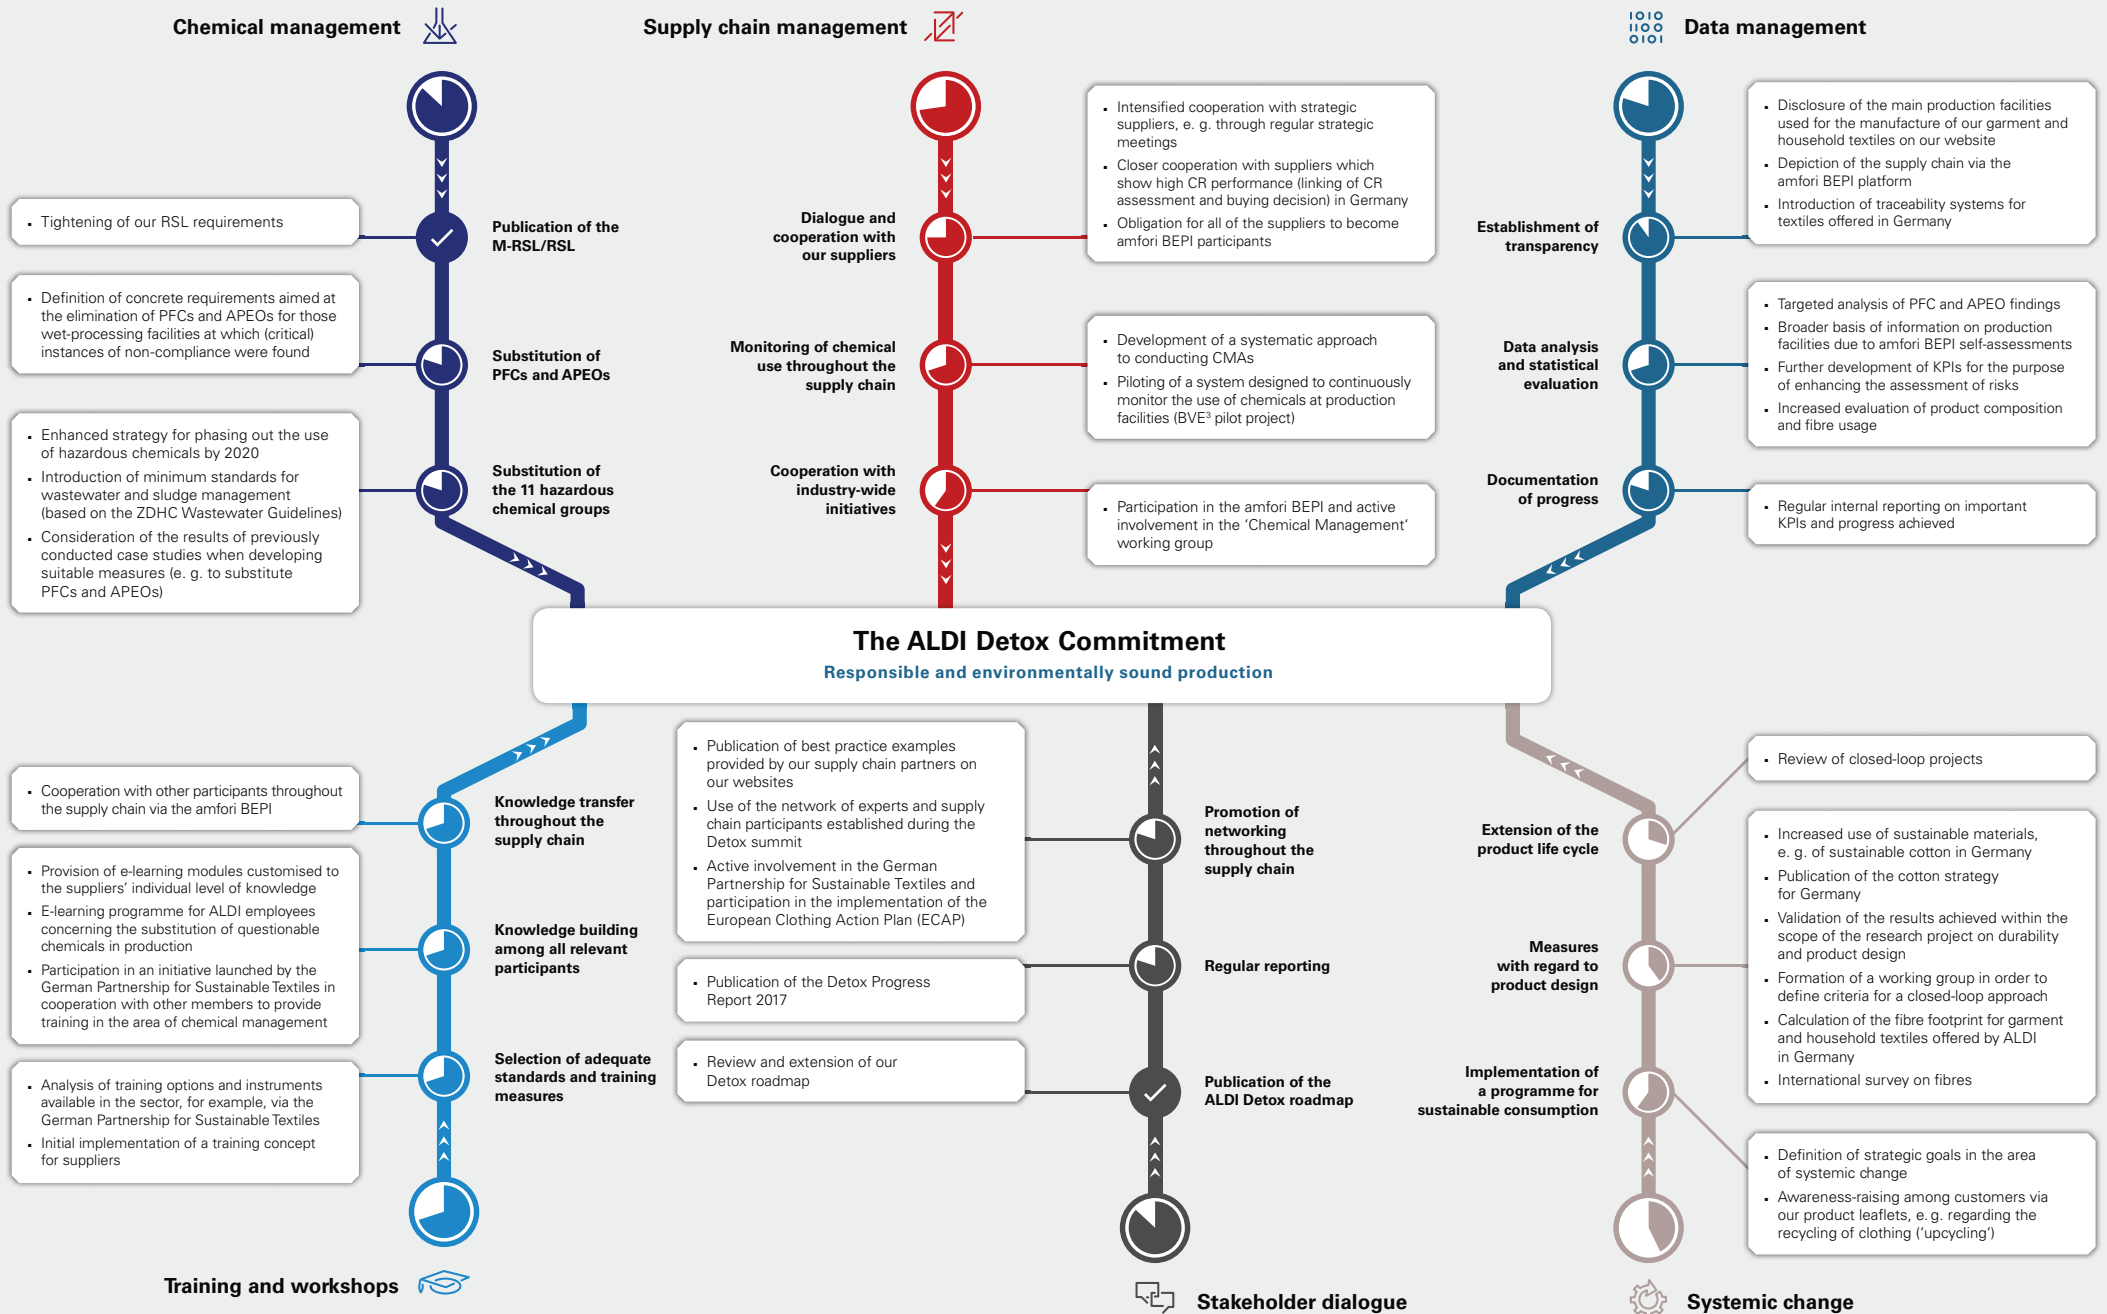 Chemical management
Tightening of our RSL requirements
Publication of the
M-RSL/RSL
Definition of concrete requirements aimed at
the elimination of PFCs and APEOs for those
wet-processing facilities at which (critical)
instances of non-compliance were found
Substitution of
PFCs and APEOs
Enhanced strategy for phasing out the use
of hazardous chemicals by 2020
Introduction of minimum standards for
wastewater and sludge management
(based on the ZDHC Wastewater Guidelines)
Consideration of the results of previously
conducted case studies when developing
suitable measures (e. g. to substitute
PFCs and APEOs)
Substitution of
the 11 hazardous
chemical groups
Supply chain management
Dialogue and
cooperation with
our suppliers
Intensified cooperation with strategic
suppliers, e. g. through regular strategic
meetings
Closer cooperation with suppliers which
show high CR performance (linking of CR
assessment and buying decision) in Germany
Obligation for all of the suppliers to become
amfori BEPI participants
Monitoring of chemical
use throughout the
supply chain
Development of a systematic approach
to conducting CMAs
Piloting of a system designed to continuously
monitor the use of chemicals at production
facilities (BVE³ pilot project)
Cooperation with
industry-wide
initiatives
Participation in the amfori BEPI and active
involvement in the ‘Chemical Management’
working group
1010
1100
0101
Data management
Establishment of
transparency
Disclosure of the main production facilities
used for the manufacture of our garment and
household textiles on our website
Depiction of the supply chain via the
amfori BEPI platform
Introduction of traceability systems for
textiles offered in Germany
Data analysis
and statistical
evaluation
Targeted analysis of PFC and APEO findings
Broader basis of information on production
facilities due to amfori BEPI self-assessments
Further development of KPIs for the purpose
of enhancing the assessment of risks
Increased evaluation of product composition
and fibre usage
Documentation
of progress
Regular internal reporting on important
KPIs and progress achieved
The ALDI Detox Commitment
Responsible and environmentally sound production
Cooperation with other participants throughout
the supply chain via the amfori BEPI
Knowledge transfer
throughout the
supply chain
Provision of e-learning modules customised to
the suppliers’ individual level of knowledge
E-learning programme for ALDI employees
concerning the substitution of questionable
chemicals in production
Participation in an initiative launched by the
German Partnership for Sustainable Textiles in
cooperation with other members to provide
training in the area of chemical management
Knowledge building
among all relevant
participants
Analysis of training options and instruments
available in the sector, for example, via the
German Partnership for Sustainable Textiles
Initial implementation of a training concept
for suppliers
Selection of adequate
standards and training
measures
Training and workshops
Publication of best practice examples
provided by our supply chain partners on
our websites
Use of the network of experts and supply
chain participants established during the
Detox summit
Active involvement in the German
Partnership for Sustainable Textiles and
participation in the implementation of the
European Clothing Action Plan (ECAP)
Promotion of
networking
throughout the
supply chain
Publication of the Detox Progress
Report 2017
Regular reporting
Review and extension of our
Detox roadmap
Publication of the
ALDI Detox roadmap
Stakeholder dialogue
Extension of the
product life cycle
Review of closed-loop projects
Measures
with regard to
product design
Increased use of sustainable materials,
e. g. of sustainable cotton in Germany
Publication of the cotton strategy
for Germany
Validation of the results achieved within the
scope of the research project on durability
and product design
Formation of a working group in order to
define criteria for a closed-loop approach
Calculation of the fibre footprint for garment
and household textiles offered by ALDI
in Germany
International survey on fibres
Implementation of
a programme for
sustainable consumption
Definition of strategic goals in the area
of systemic change
Awareness-raising among customers via
our product leaflets, e. g. regarding the
recycling of clothing (‘upcycling’)
Systemic change